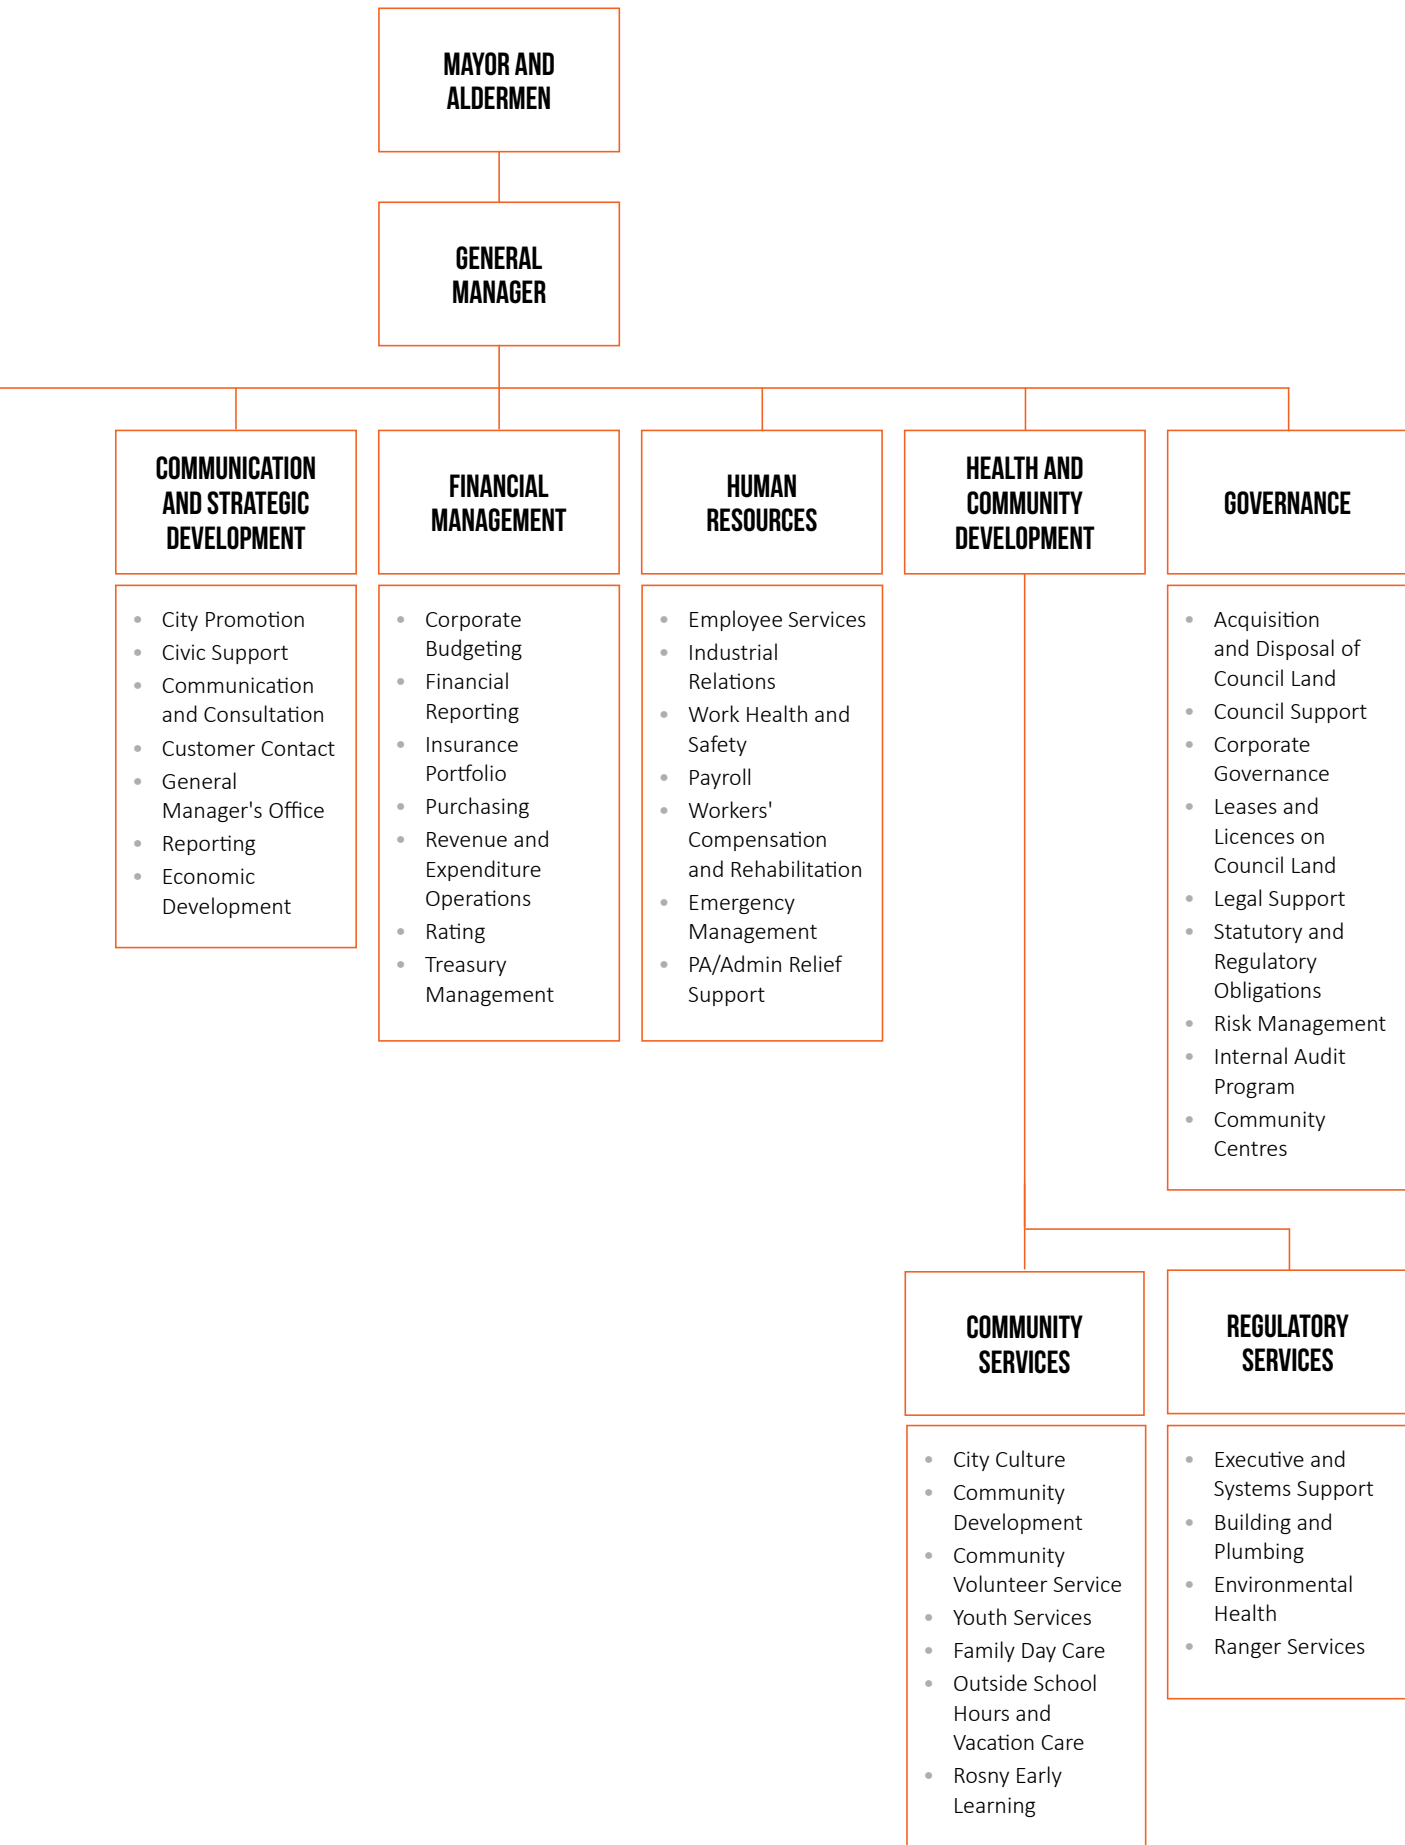 MAYOR AND
ALDERMEN
GENERAL
MANAGER
COMMUNICATION
AND STRATEGIC
DEVELOPMENT
• City Promotion
• Civic Support
• Communication
and Consultation
• Customer Contact
• General
Manager's Office
• Reporting
• Economic
Development
FINANCIAL
MANAGEMENT
• Corporate
Budgeting
• Financial
Reporting
• Insurance
Portfolio
• Purchasing
• Revenue and
Expenditure
Operations
• Rating
• Treasury
Management
HUMAN
RESOURCES
• Employee Services
• Industrial
Relations
• Work Health and
Safety
• Payroll
• Workers'
Compensation
and Rehabilitation
• Emergency
Management
• PA/Admin Relief
Support
HEALTH AND
COMMUNITY
DEVELOPMENT
GOVERNANCE
• Acquisition
and Disposal of
Council Land
• Council Support
• Corporate
Governance
• Leases and
Licences on
Council Land
• Legal Support
• Statutory and
Regulatory
Obligations
• Risk Management
• Internal Audit
Program
• Community
Centres
COMMUNITY
SERVICES
• City Culture
• Community
Development
• Community
Volunteer Service
• Youth Services
• Family Day Care
• Outside School
Hours and
Vacation Care
• Rosny Early
Learning
REGULATORY
SERVICES
• Executive and
Systems Support
• Building and
Plumbing
• Environmental
Health
• Ranger Services